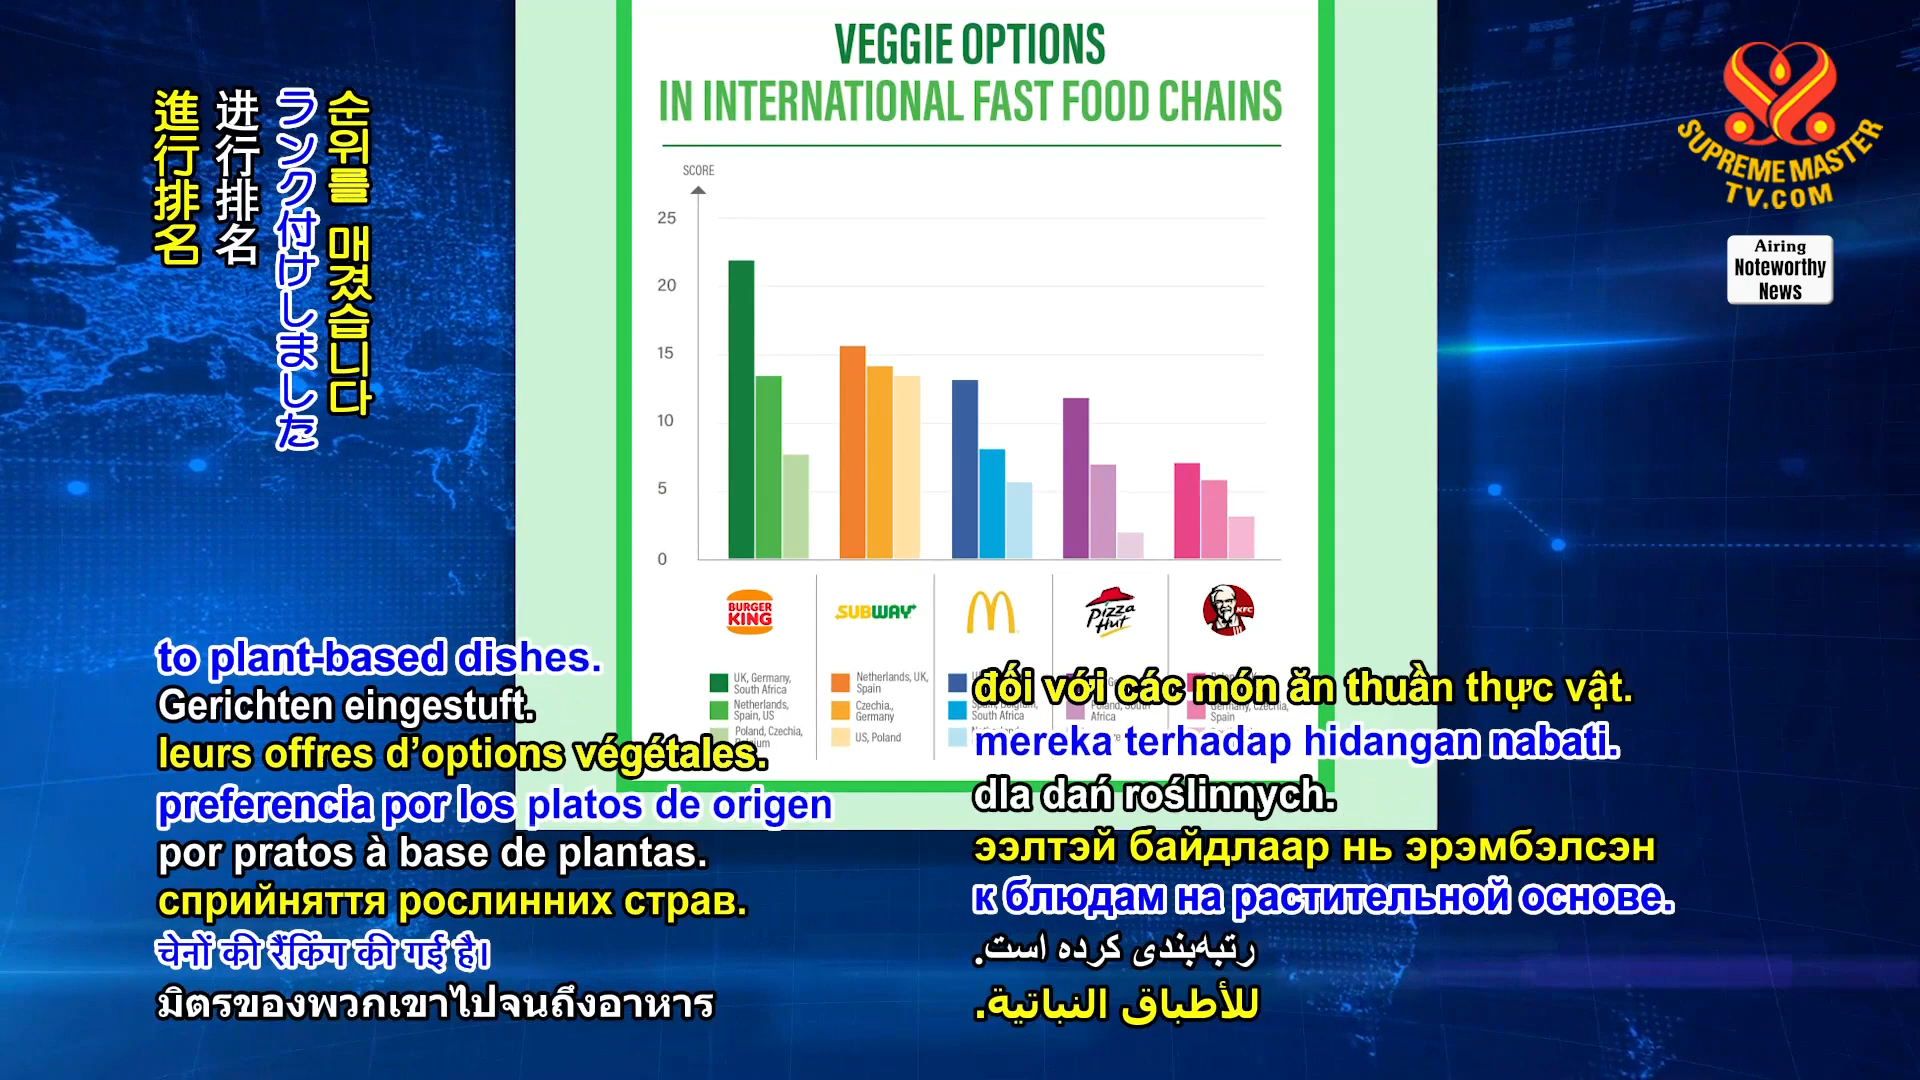 VEGGIE OPTIONS
IN INTERNATIONAL FAST FOOD CHAINS
SCORE
25
20
15
10
5
0
BURGER
KING
SUBWAY
Pizza
Hut
KFC
UK, Germany,
South Africa
Netherlands,
Spain, US
Poland, Czechia,
Belgium
Netherlands, UK,
Spain
Czechia,
Germany
US, Poland
South Africa
Poland, South
Africa
Germany, Czechia,
Spain
進行排名
进行排名
ランク付けしました
순위를 매겼습니다
to plant-based dishes.
Gerichten eingestuft.
leurs offres d’options végétales.
preferencia por los platos de origen
por pratos à base de plantas.
сприйняття рослинних страв.
चेनों की रैंकिंग की गई है।
มิตรของพวกเขาไปจนถึงอาหาร
đối với các món ăn thuần thực vật.
mereka terhadap hidangan nabati.
dla dań roślinnych.
ээлтэй байдлаар нь эрэмбэлсэн
к блюдам на растительной основе.
رتبه‌بندی کرده است.
للأطباق النباتية.
SUPREME MASTER
TV.COM
Airing
Noteworthy
News